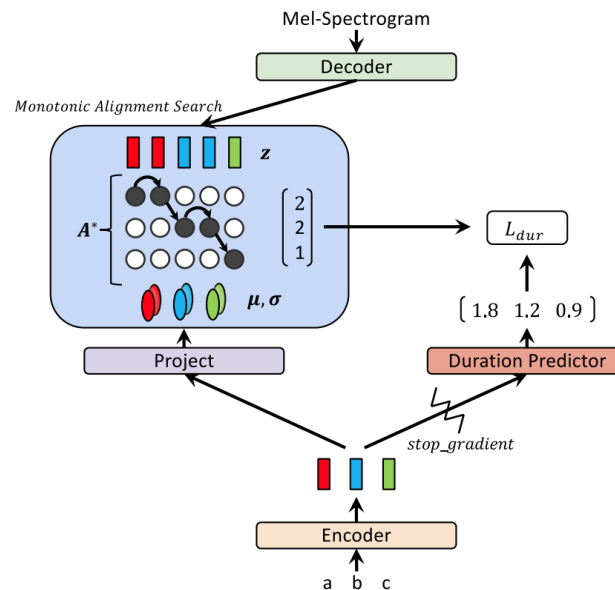 Mel-Spectrogram
Decoder
Monotonic Alignment Search
z
A*
2
2
1
L_dur
μ, σ
[ 1.8 1.2 0.9 ]
Project
Duration Predictor
stop_gradient
Encoder
a b c